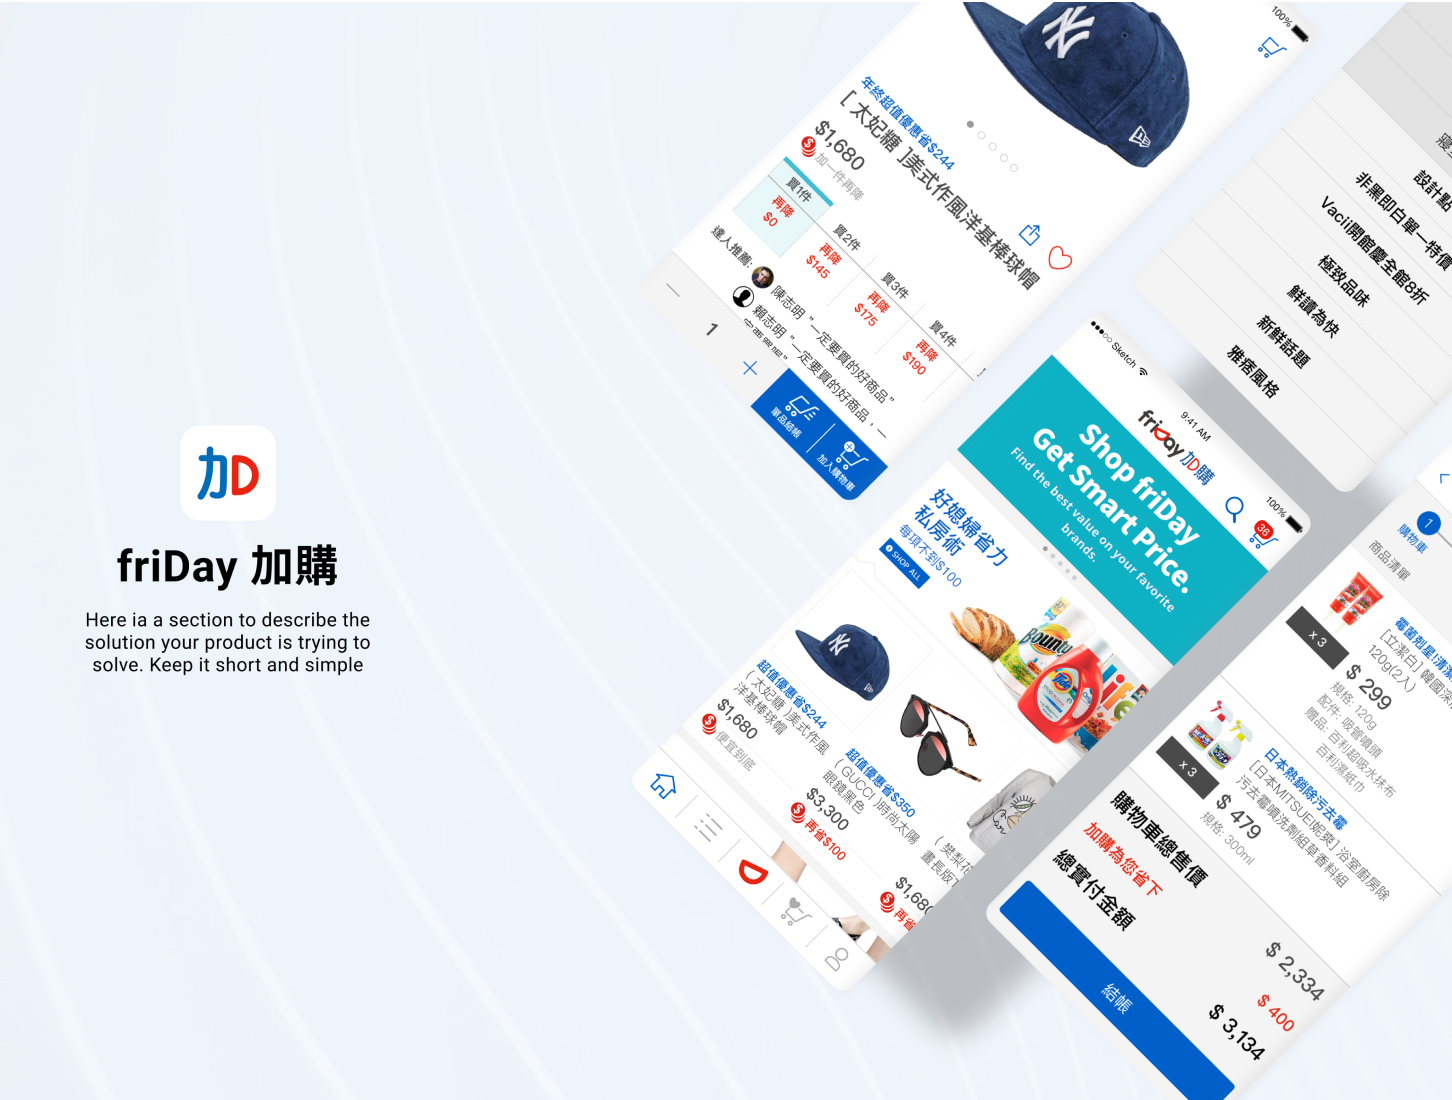 加D
friDay 加購
Here ia a section to describe the
solution your product is trying to
solve. Keep it short and simple
100%
NY
年終超值優惠省$244
[ 太妃糖 ]美式作風洋基棒球帽
$1,680
加一件再降
買1件
再降
$0
買2件
再降
$145
買3件
再降
$175
買4件
再降
$190
達人推薦:
陳志明 "一定要買的好商品"
賴志明 "一定要買的好商品，一
1
單品結帳
加入購物車
設計點
非黑即白單一特價
Vacii開館慶全館8折
極致品味
鮮讀為快
新鮮話題
雅痞風格
Sketch
9:41 AM
100%
friDay 加D購
36
Shop friDay
Get Smart Price.
Find the best value on your favorite
brands.
好媳婦省力
私房術
每項不到$100
SHOP ALL
Bounty
Tide
life
NY
超值優惠省$244
( 太妃糖 )美式作風
洋基棒球帽
$1,680
便宜到底
超值優惠省$350
( GUCCI )時尚太陽
眼鏡黑色
$3,300
再省$100
( 樊梨花
畫長版T
$1,680
再省
1
購物車
商品清單
x 3
霉菌剋星!清潔
[立潔白] 韓國深
120g(2入)
$ 299
規格: 120g
配件: 吸管噴頭
贈品: 百利超吸水抹布
百利濕紙巾
x 3
日本熱銷除污去霉
[日本MITSUEI妮爽] 浴室廚房除
污去霉噴洗劑組草香料組
$ 479
規格: 300ml
購物車總售價
$ 2,334
加購為您省下
$ 400
總實付金額
$ 3,134
結帳